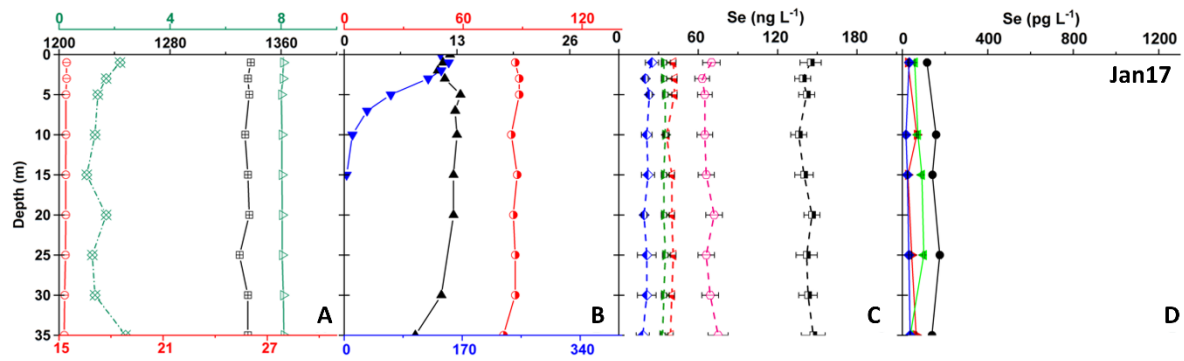 0 4 8
0 60 120
Se (ng L⁻¹)
Se (pg L⁻¹)
1200 1280 1360
0 13 26
0 60 120 180
0 400 800 1200
Jan17
0
5
10
15
20
25
30
35
Depth (m)
A
B
C
D
15 21 27
0 170 340